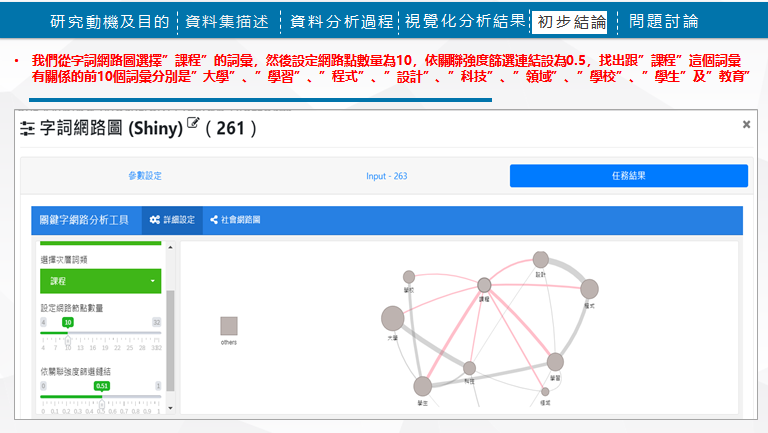 研究動機及目的 資料集描述 資料分析過程 視覺化分析結果 初步結論 問題討論
• 我們從字詞網路圖選擇”課程”的詞彙，然後設定網路點數量為10，依關聯強度篩選連結設為0.5，找出跟”課程”這個詞彙
有關係的前10個詞彙分別是”大學”、”學習”、”程式”、”設計”、”科技”、”領域”、”學校”、”學生”及”教育”
字詞網路圖 (Shiny) ( 261 )
×
參數設定 Input - 263 任務結果
關鍵字網路分析工具 詳細設定 社會網路圖
選擇次層詞類
課程
設定網路節點數量
4 10 32
4 7 10 13 16 19 22 25 28 3132
依關聯強度篩選鏈結
0 0.51 1
0 0.1 0.2 0.3 0.4 0.5 0.6 0.7 0.8 0.9 1
others
設計
學校
課程
程式
大學
科技
學習
學生